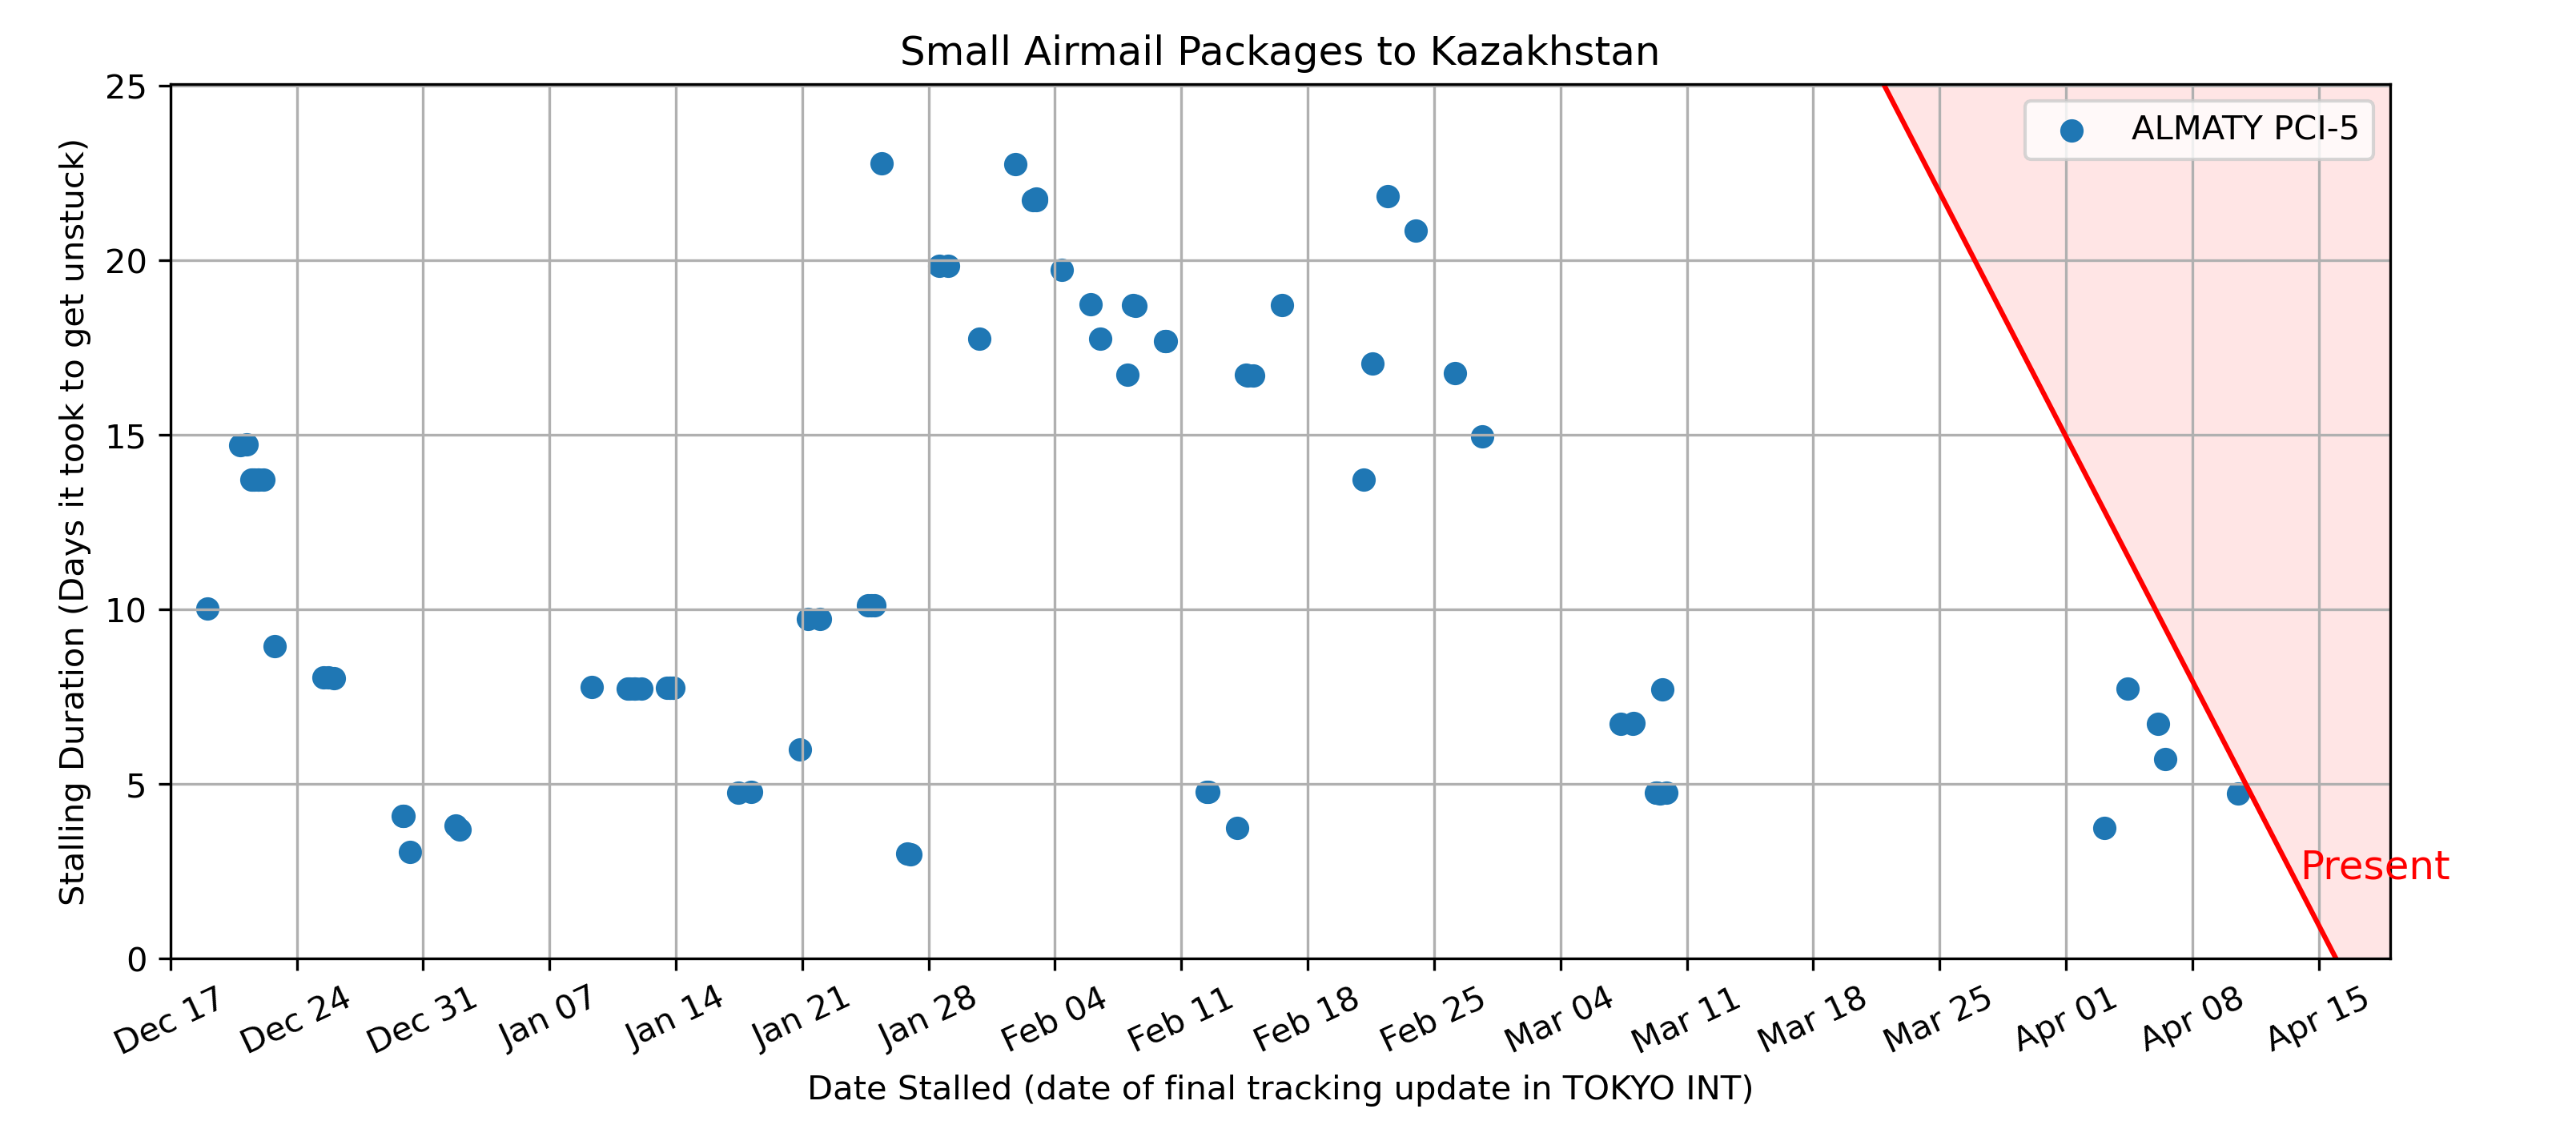 Small Airmail Packages to Kazakhstan
ALMATY PCI-5
Present
Stalling Duration (Days it took to get unstuck)
25
20
15
10
5
0
Dec 17 Dec 24 Dec 31 Jan 07 Jan 14 Jan 21 Jan 28 Feb 04 Feb 11 Feb 18 Feb 25 Mar 04 Mar 11 Mar 18 Mar 25 Apr 01 Apr 08 Apr 15
Date Stalled (date of final tracking update in TOKYO INT)